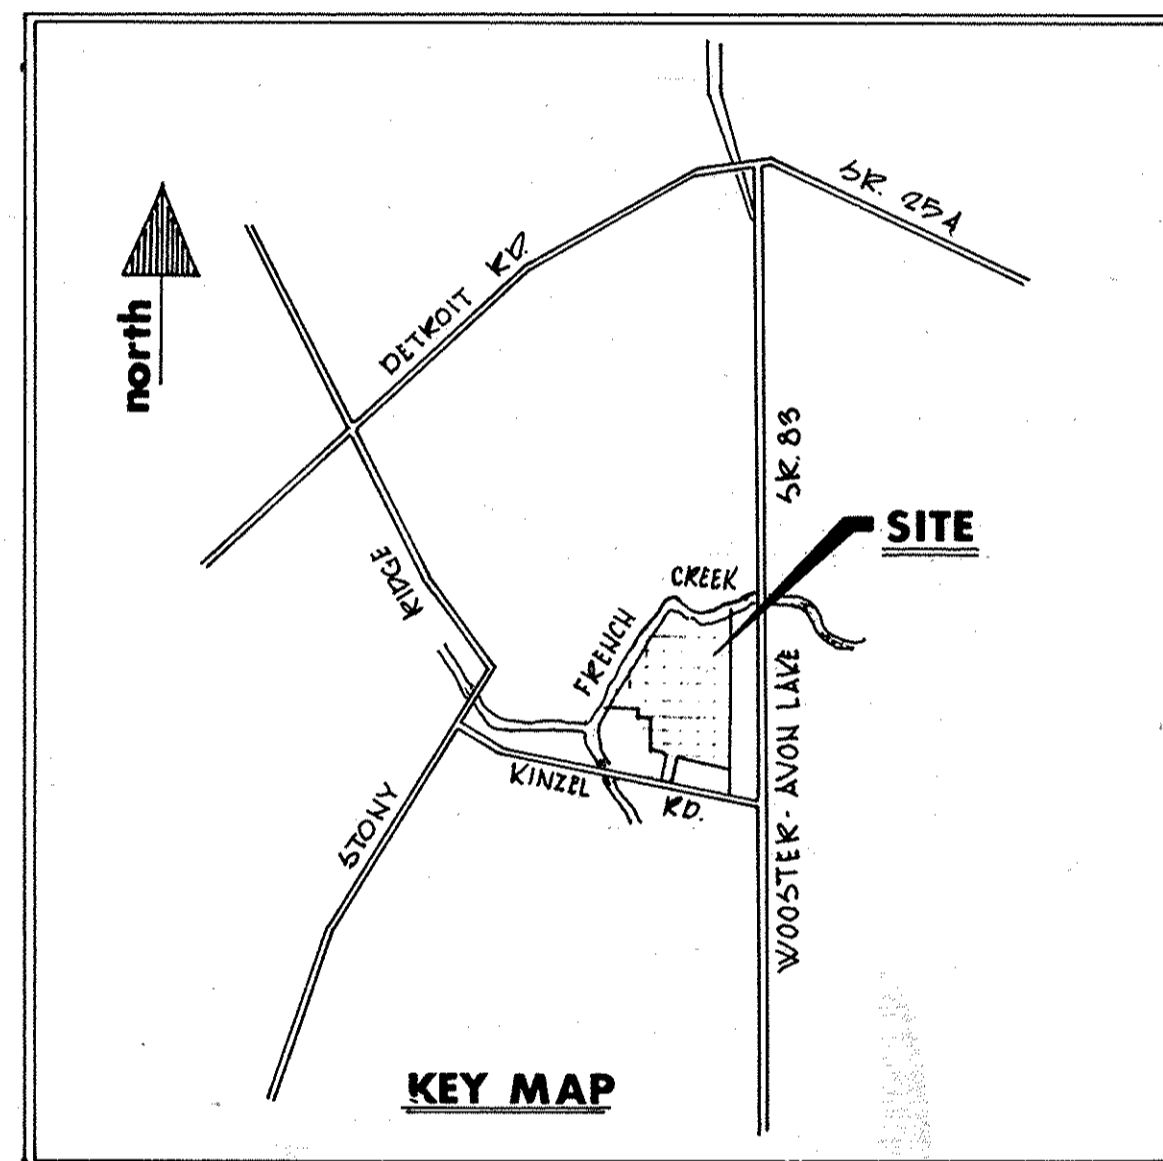 SR. 25A
north
DETROIT RD.
SR. 83
SITE
RIDGE
CREEK
FRENCH
KINZEL RD.
STONY
WOOSTER - AVON LAKE
KEY MAP